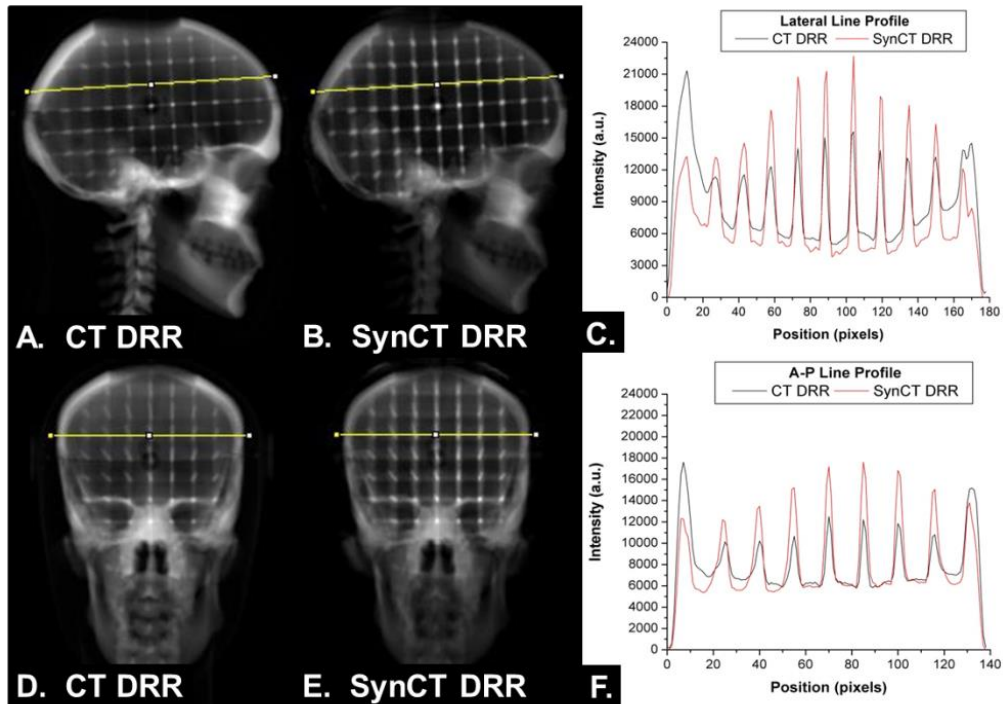 A. CT DRR
B. SynCT DRR
Lateral Line Profile
CT DRR SynCT DRR
Intensity (a.u.)
24000
21000
18000
15000
12000
9000
6000
3000
0
0 20 40 60 80 100 120 140 160 180
Position (pixels)
C.
D. CT DRR
E. SynCT DRR
A-P Line Profile
CT DRR SynCT DRR
Intensity (a.u.)
24000
22000
20000
18000
16000
14000
12000
10000
8000
6000
4000
2000
0
0 20 40 60 80 100 120 140
Position (pixels)
F.